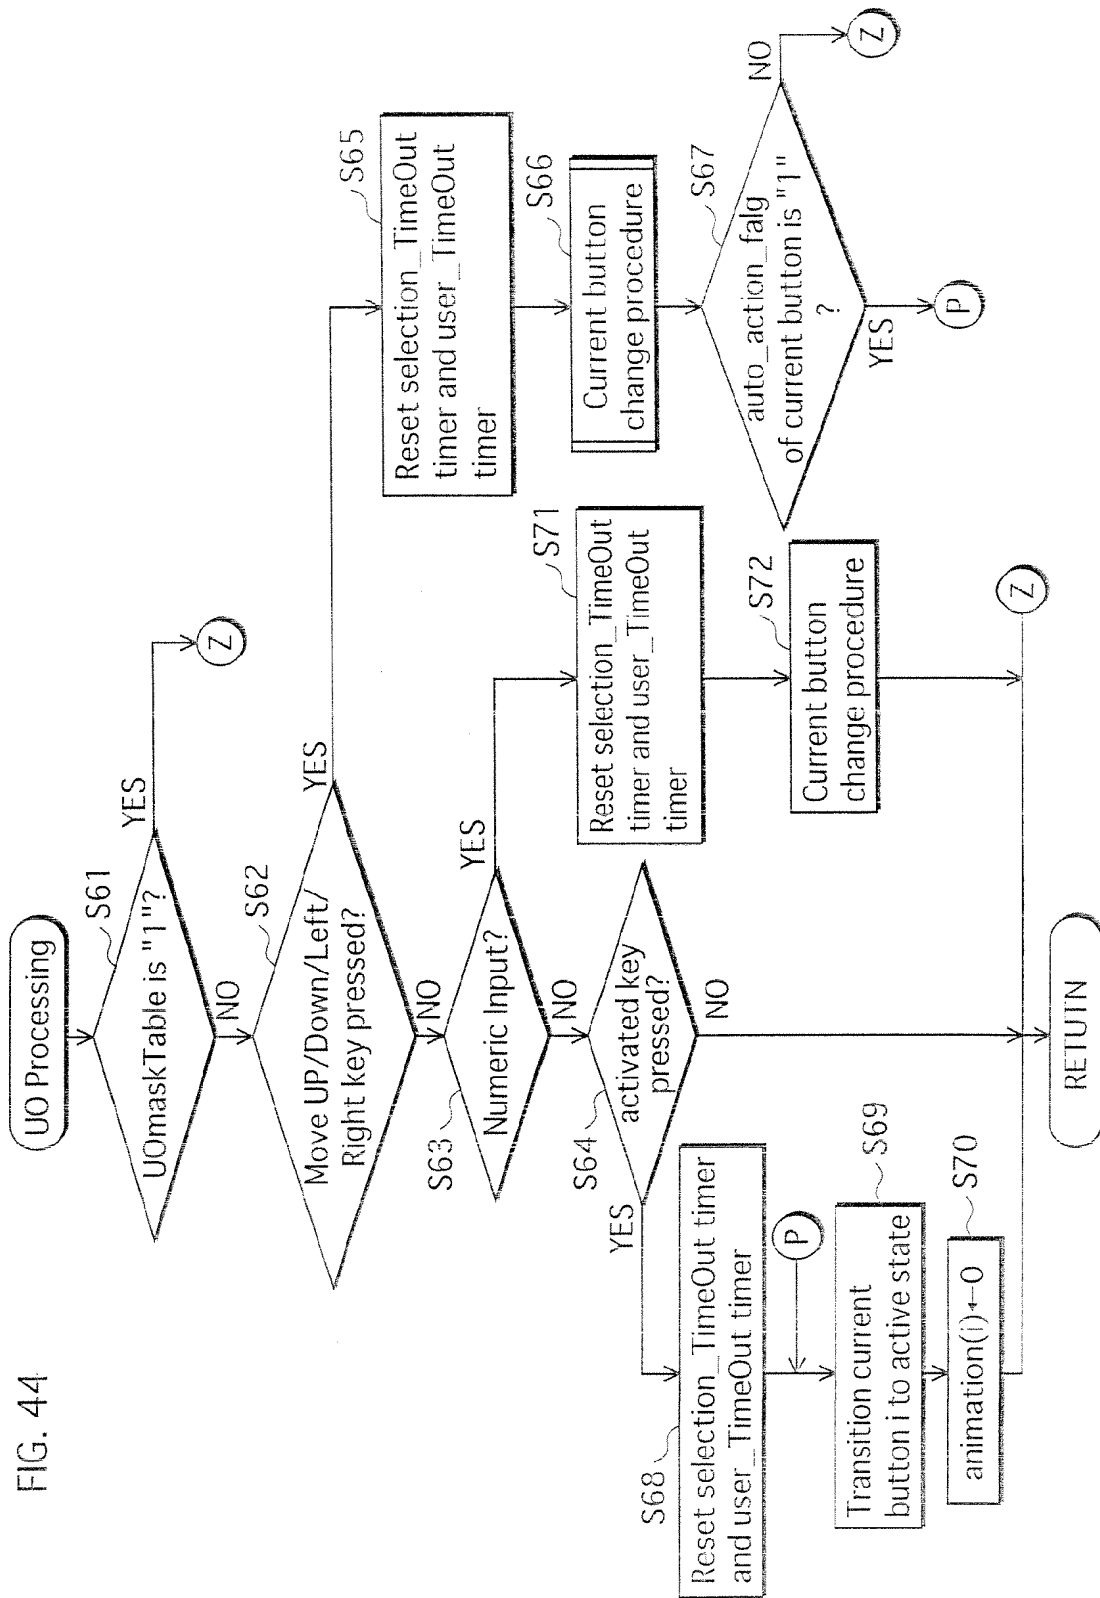 FIG. 44
UO Processing
S61
UOmaskTable is "1"?
YES
Z
NO
S62
Move UP/Down/Left/
Right key pressed?
YES
NO
S63
Numeric Input?
YES
NO
S64
activated key
pressed?
YES
NO
S65
Reset selection_TimeOut
timer and user_TimeOut
timer
S66
Current button
change procedure
S67
auto_action_falg
of current button is "1"
?
NO
Z
YES
P
S71
Reset selection_TimeOut
timer and user_TimeOut
timer
S72
Current button
change procedure
Z
S68
Reset selection_TimeOut timer
and user_TimeOut timer
P
S69
Transition current
button i to active state
S70
animation(i)←0
RETUTN